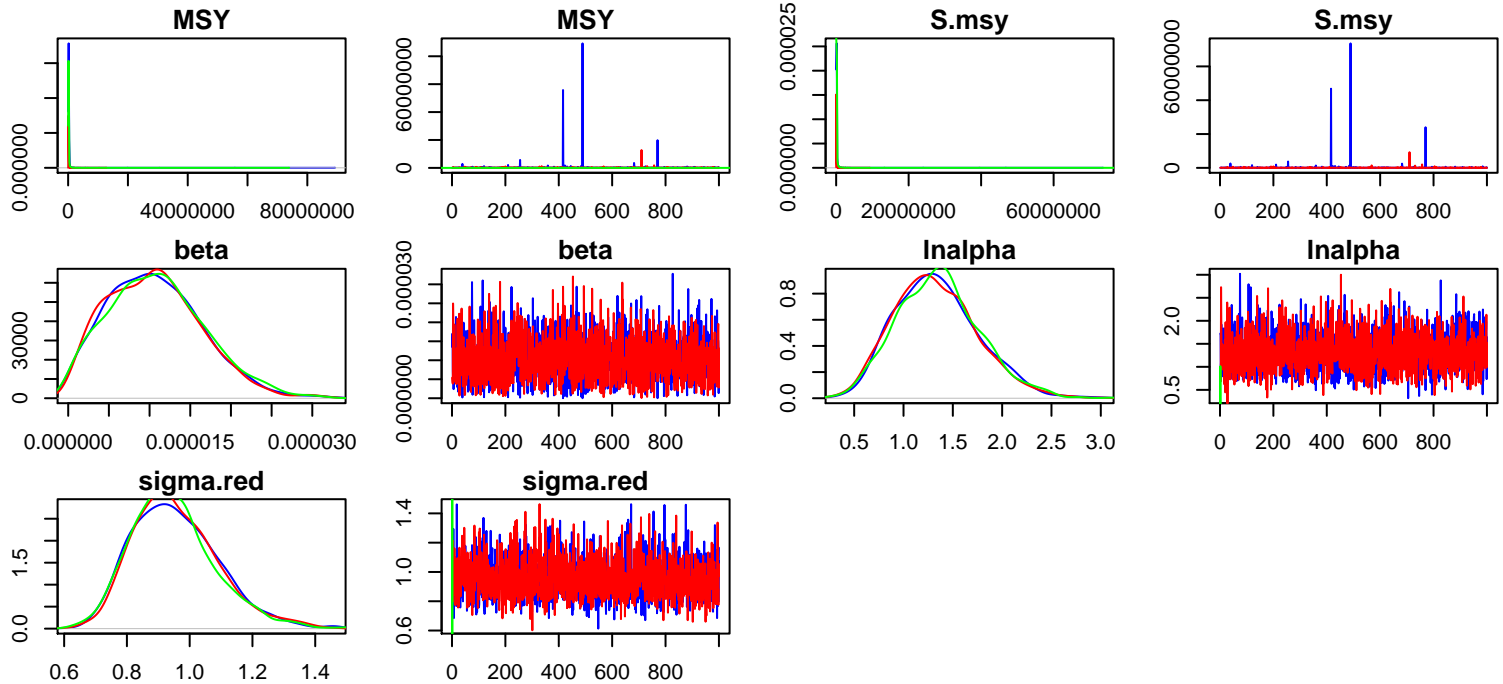 MSY
0.0000000
0 40000000 80000000
MSY
60000000
0
0 200 400 600 800
S.msy
0.000025
0.000000
20000000 60000000
S.msy
60000000
0
0 200 400 600 800
beta
30000
0
0.000000 0.000015 0.000030
beta
0.000030
0.000000
0 200 400 600 800
lnalpha
0.8
0.4
0.0
0.5 1.0 1.5 2.0 2.5 3.0
lnalpha
2.0
0.5
0 200 400 600 800
sigma.red
1.5
0.0
0.6 0.8 1.0 1.2 1.4
sigma.red
1.4
1.0
0.6
0 200 400 600 800